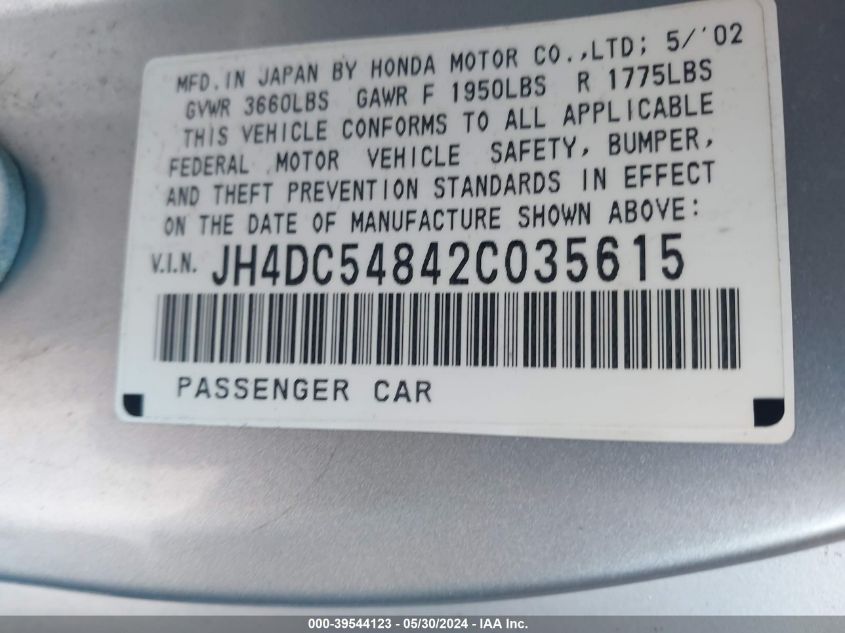 MFD. IN JAPAN BY HONDA MOTOR CO.,LTD; 5/'02
GVWR 3660LBS GAWR F 1950LBS R 1775LBS
THIS VEHICLE CONFORMS TO ALL APPLICABLE
FEDERAL MOTOR VEHICLE SAFETY, BUMPER,
AND THEFT PREVENTION STANDARDS IN EFFECT
ON THE DATE OF MANUFACTURE SHOWN ABOVE:
V.I.N. JH4DC54842C035615
PASSENGER CAR
000-39544123 — 05/30/2024 — IAA Inc.